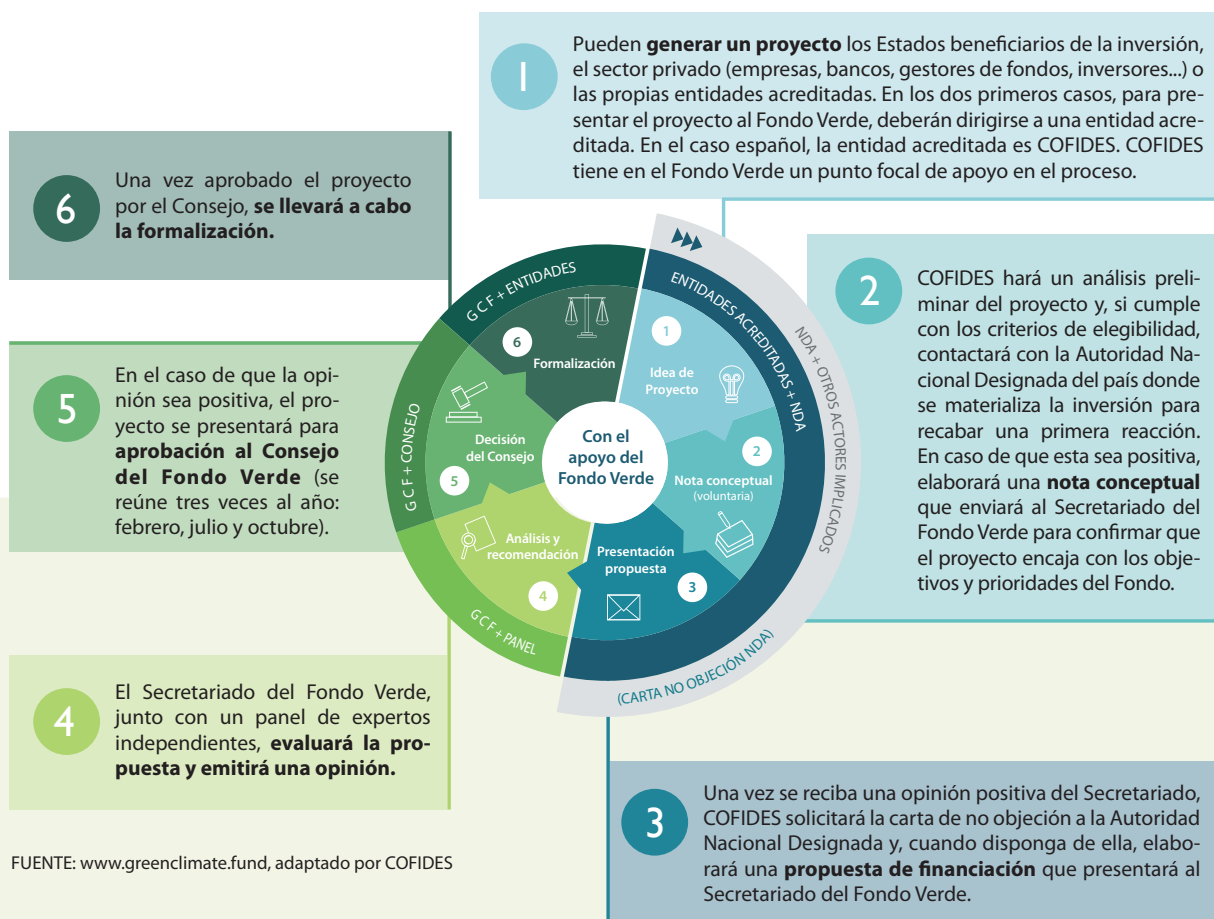 1
Pueden generar un proyecto los Estados beneficiarios de la inversión,
el sector privado (empresas, bancos, gestores de fondos, inversores...) o
las propias entidades acreditadas. En los dos primeros casos, para pre-
sentar el proyecto al Fondo Verde, deberán dirigirse a una entidad acre-
ditada. En el caso español, la entidad acreditada es COFIDES. COFIDES
tiene en el Fondo Verde un punto focal de apoyo en el proceso.
2
COFIDES hará un análisis preli-
minar del proyecto y, si cumple
con los criterios de elegibilidad,
contactará con la Autoridad Na-
cional Designada del país donde
se materializa la inversión para
recabar una primera reacción.
En caso de que esta sea positiva,
elaborará una nota conceptual
que enviará al Secretariado del
Fondo Verde para confirmar que
el proyecto encaja con los obje-
tivos y prioridades del Fondo.
3
Una vez se reciba una opinión positiva del Secretariado,
COFIDES solicitará la carta de no objeción a la Autoridad
Nacional Designada y, cuando disponga de ella, elabo-
rará una propuesta de financiación que presentará al
Secretariado del Fondo Verde.
4
El Secretariado del Fondo Verde,
junto con un panel de expertos
independientes, evaluará la pro-
puesta y emitirá una opinión.
5
En el caso de que la opi-
nión sea positiva, el pro-
yecto se presentará para
aprobación al Consejo
del Fondo Verde (se
reúne tres veces al año:
febrero, julio y octubre).
6
Una vez aprobado el proyecto
por el Consejo, se llevará a cabo
la formalización.
Con el
apoyo del
Fondo Verde
1
Idea de
Proyecto
2
Nota conceptual
(voluntaria)
Presentación
propuesta
3
Análisis y
recomendación
4
Decisión
del Consejo
5
6
Formalización
ENTIDADES ACREDITADAS + NDA
NDA + OTROS ACTORES IMPLICADOS
(CARTA NO OBJECIÓN NDA)
G C F + PANEL
G C F + CONSEJO
G C F + ENTIDADES
FUENTE: www.greenclimate.fund, adaptado por COFIDES